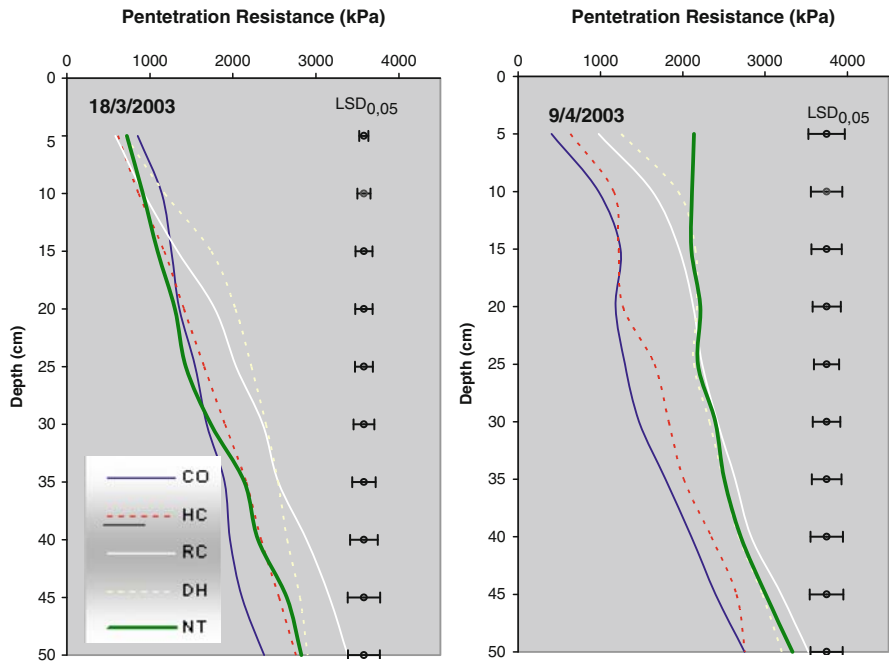 Pentetration Resistance (kPa)
0 1000 2000 3000 4000
0
5
10
15
20
25
30
35
40
45
50
Depth (cm)
18/3/2003
LSD0,05
CO
HC
RC
DH
NT
Pentetration Resistance (kPa)
0 1000 2000 3000 4000
0
5
10
15
20
25
30
35
40
45
50
Depth (cm)
9/4/2003
LSD0,05